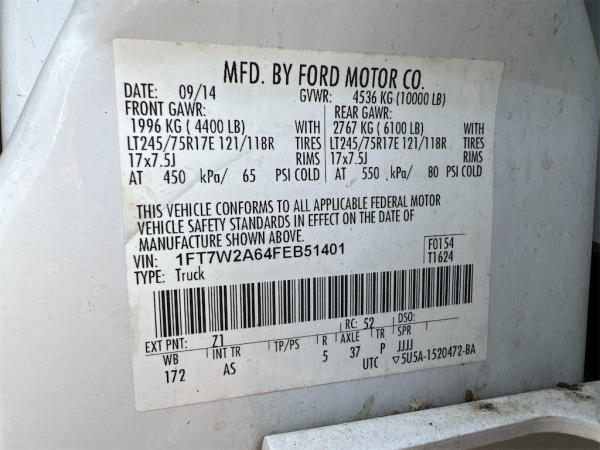 MFD. BY FORD MOTOR CO.
DATE: 09/14 GVWR: 4536 KG (10000 LB)
FRONT GAWR: REAR GAWR:
1996 KG (4400 LB) WITH 2767 KG (6100 LB) WITH
LT245/75R17E 121/118R TIRES LT245/75R17E 121/118R TIRES
17x7.5J RIMS 17x7.5J RIMS
AT 450 kPa/ 65 PSI COLD AT 550 kPa/ 80 PSI COLD
THIS VEHICLE CONFORMS TO ALL APPLICABLE FEDERAL MOTOR
VEHICLE SAFETY STANDARDS IN EFFECT ON THE DATE OF
MANUFACTURE SHOWN ABOVE.
VIN: 1FT7W2A64FEB51401 F0154
TYPE: Truck T1624
EXT PNT: Z1 RC: 52 DSO:
WB INT TR TP/PS R AXLE TR SPR
172 AS 5 37 P JJJJ
UTC ▽5U5A-1520472-BA